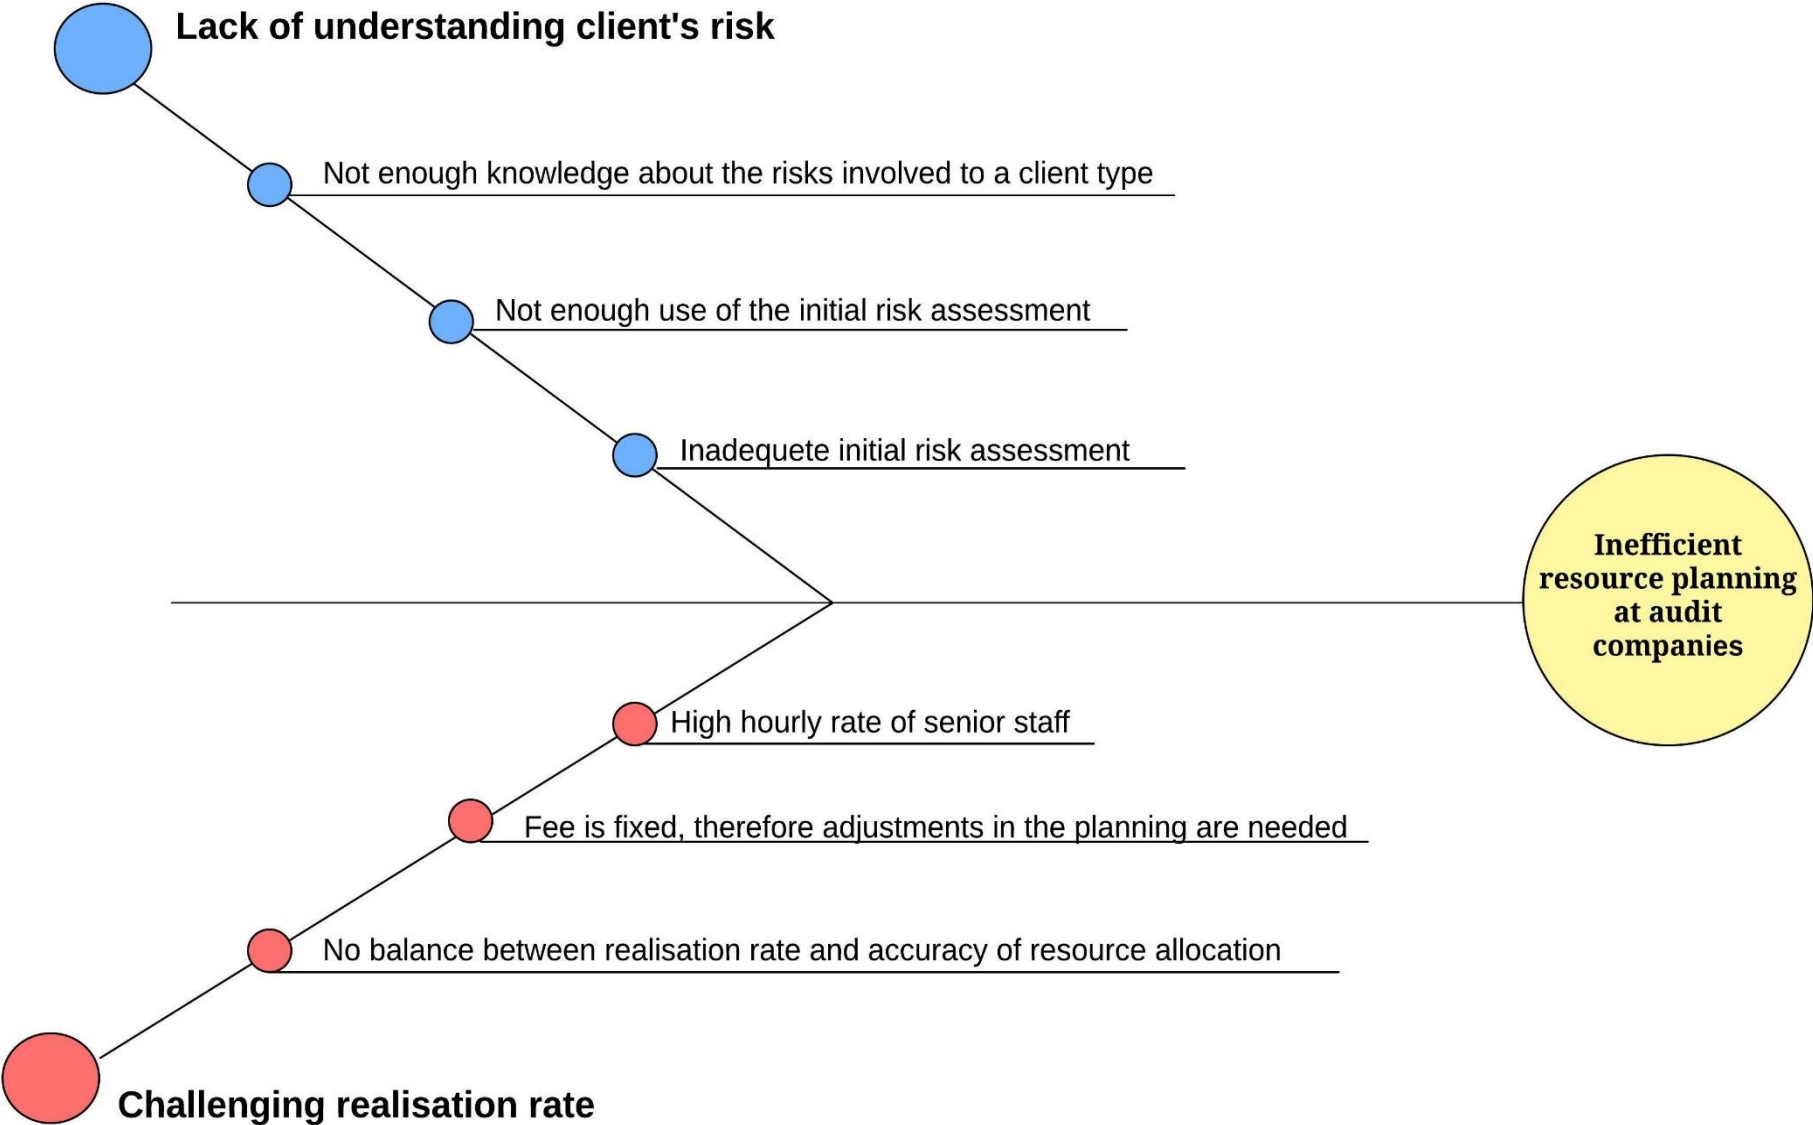 Lack of understanding client's risk
Not enough knowledge about the risks involved to a client type
Not enough use of the initial risk assessment
Inadequete initial risk assessment
Inefficient
resource planning
at audit
companies
High hourly rate of senior staff
Fee is fixed, therefore adjustments in the planning are needed
No balance between realisation rate and accuracy of resource allocation
Challenging realisation rate